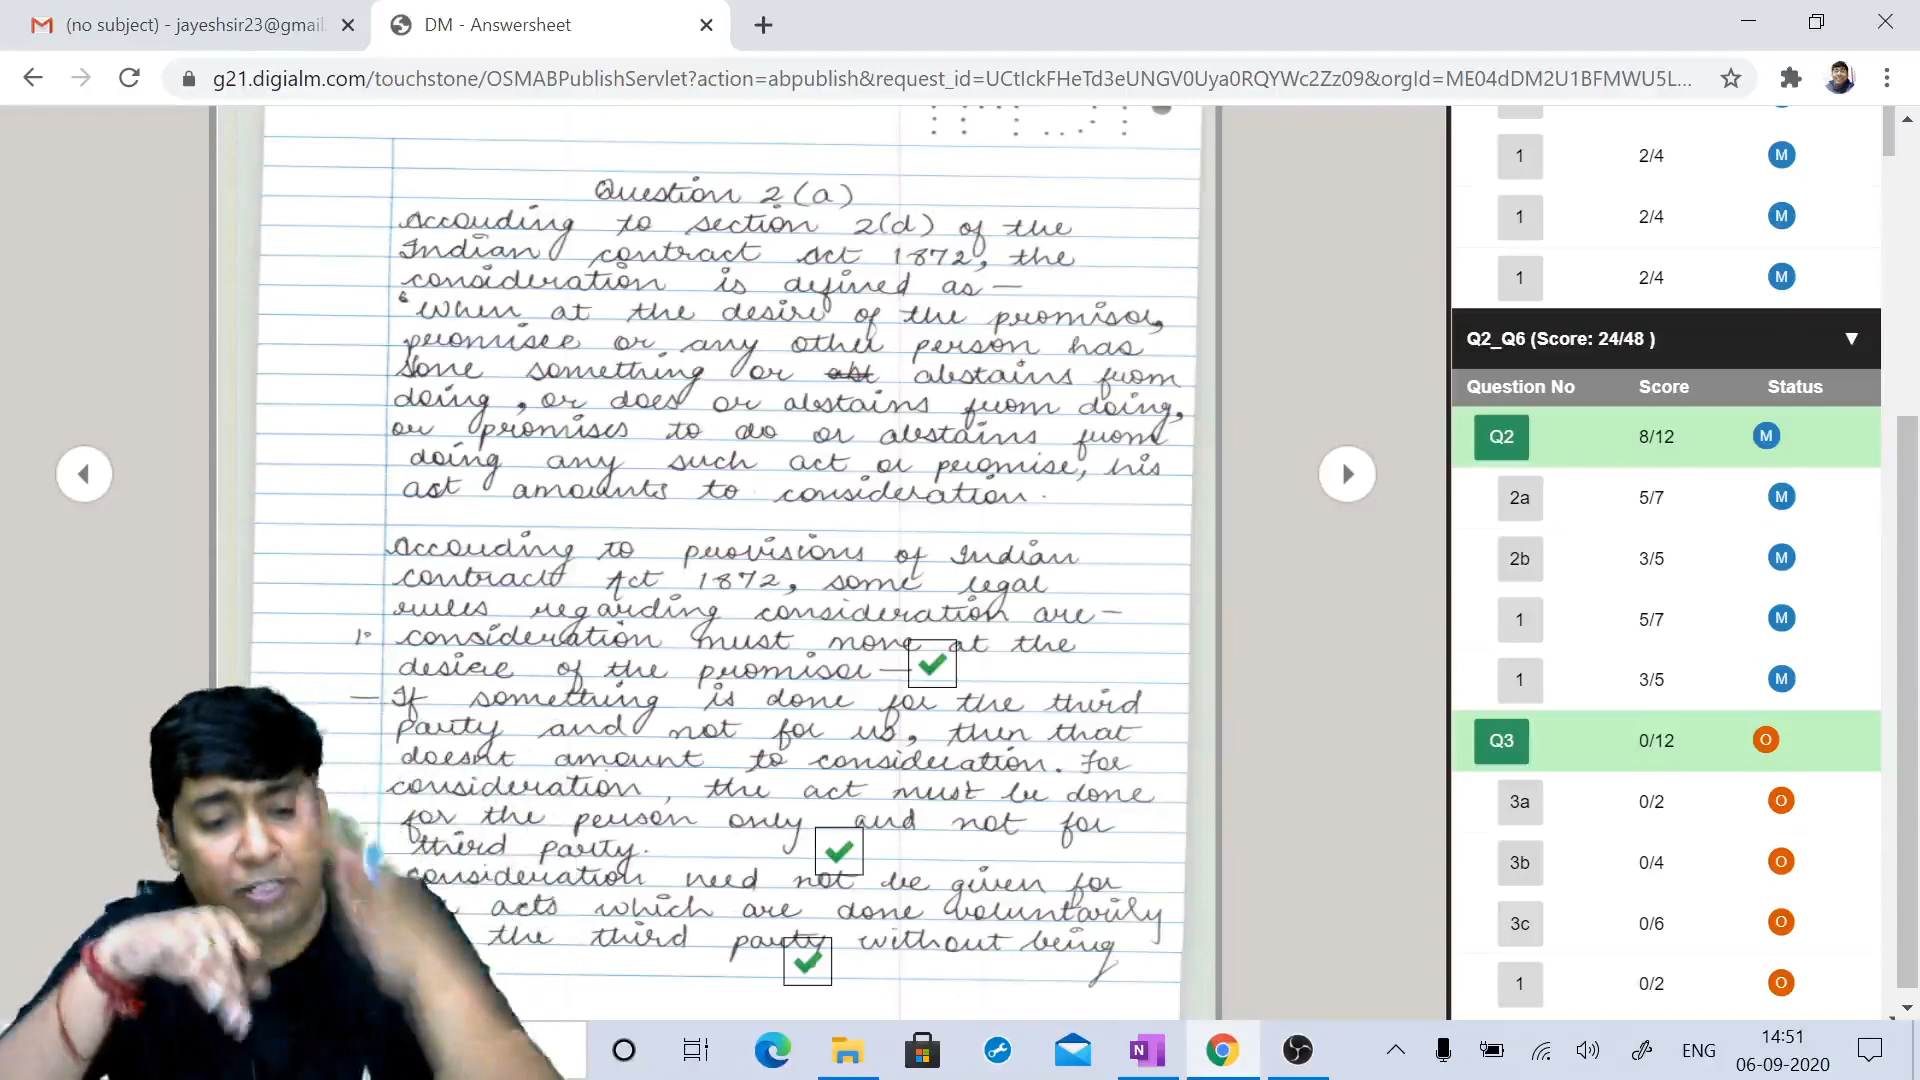 (no subject) - jayeshsir23@gmail.
DM - Answersheet
g21.digialm.com/touchstone/OSMABPublishServlet?action=abpublish&request_id=UCtIckFHeTd3eUNGV0Uya0RQYWc2Zz09&orgId=ME04dDM2U1BFMWU5L...
Question 2(a)
According to section 2(d) of the
Indian contract Act 1872, the
consideration is defined as —
"When at the desire of the promisor,
promisee or any other person has
done something or abstains from
doing, or does or abstains from doing,
or promises to do or abstains from
doing any such act or promise, his
act amounts to consideration.
According to provisions of Indian
contract Act 1872, some legal
rules regarding consideration are -
1. consideration must move at the
desire of the promisor —
— If something is done for the third
party and not for us, then that
doesnt amount to consideration. For
consideration, the act must be done
for the person only and not for
third party.
consideration need not be given for
acts which are done voluntarily
the third party without being
1 2/4 M
1 2/4 M
1 2/4 M
Q2_Q6 (Score: 24/48 ) ▼
Question No Score Status
Q2 8/12 M
2a 5/7 M
2b 3/5 M
1 5/7 M
1 3/5 M
Q3 0/12 O
3a 0/2 O
3b 0/4 O
3c 0/6 O
1 0/2 O
ENG
14:51
06-09-2020